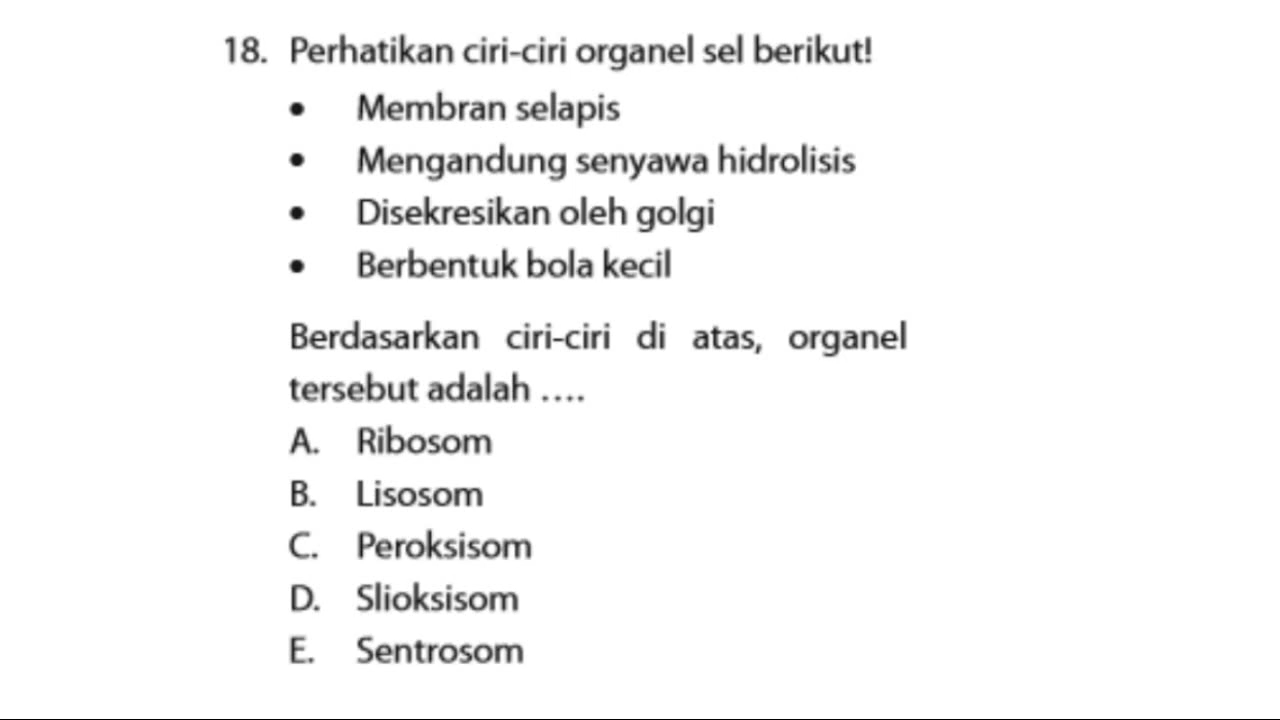 18. Perhatikan ciri-ciri organel sel berikut!
• Membran selapis
• Mengandung senyawa hidrolisis
• Disekresikan oleh golgi
• Berbentuk bola kecil
Berdasarkan ciri-ciri di atas, organel
tersebut adalah ....
A. Ribosom
B. Lisosom
C. Peroksisom
D. Slioksisom
E. Sentrosom